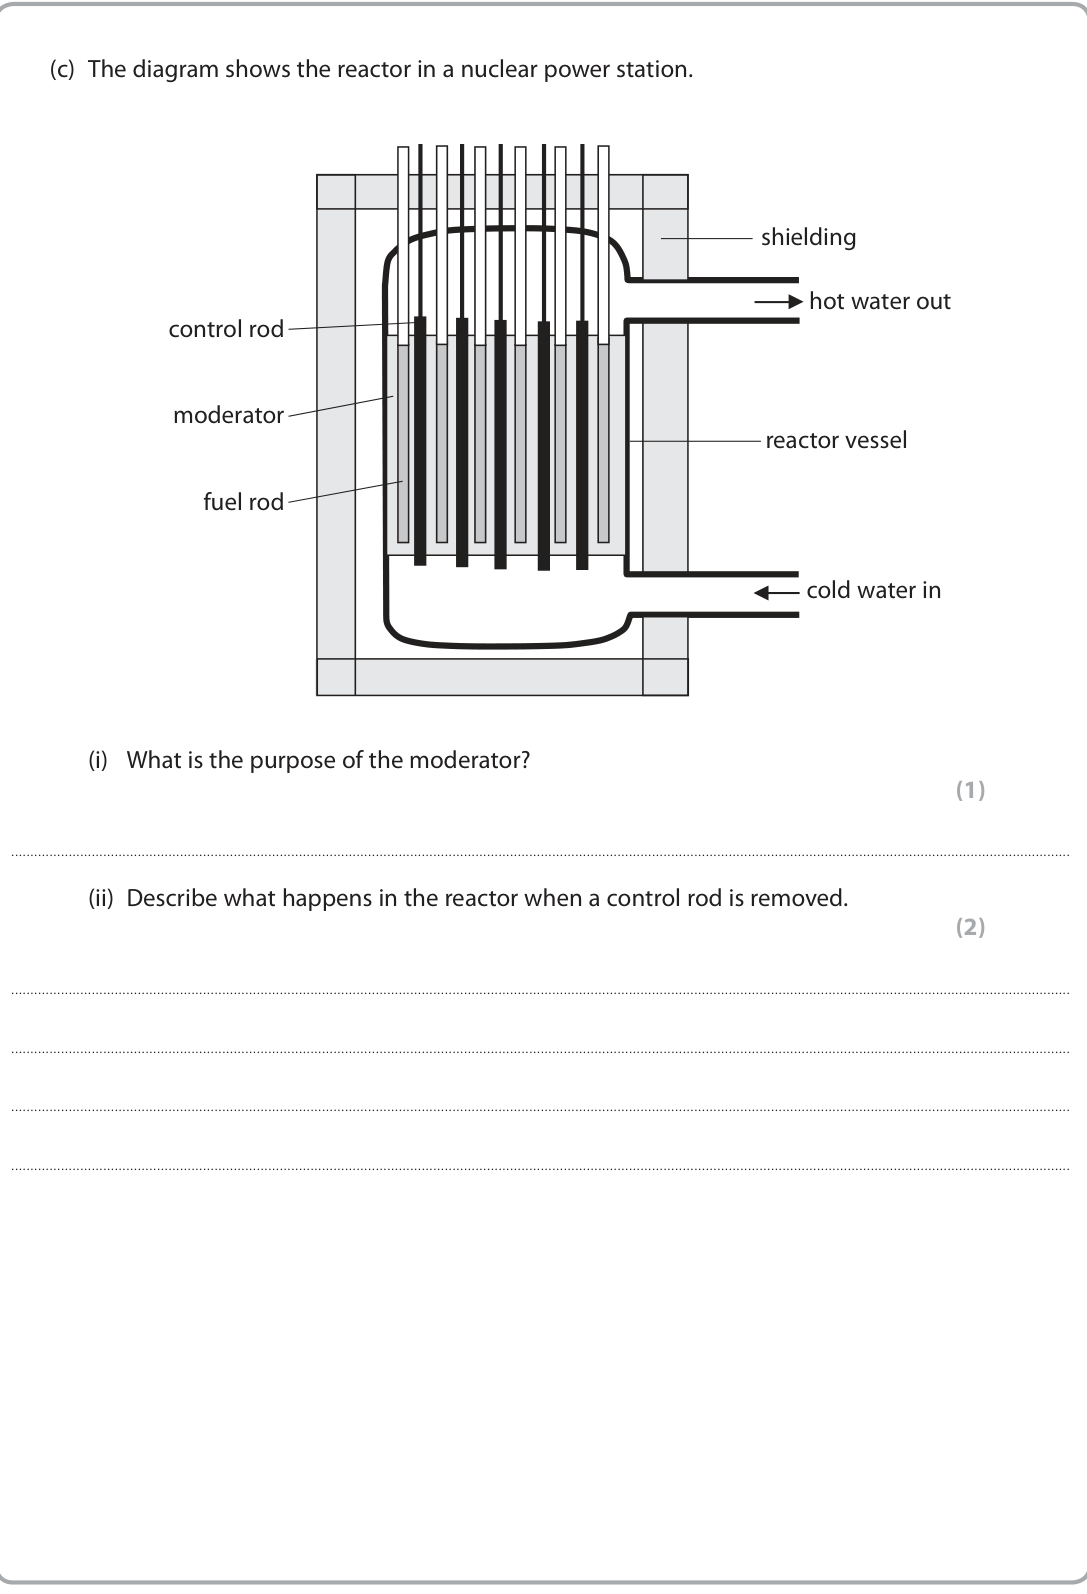 (c) The diagram shows the reactor in a nuclear power station.
shielding
hot water out
control rod
moderator
reactor vessel
fuel rod
cold water in
(i) What is the purpose of the moderator?
(1)
(ii) Describe what happens in the reactor when a control rod is removed.
(2)